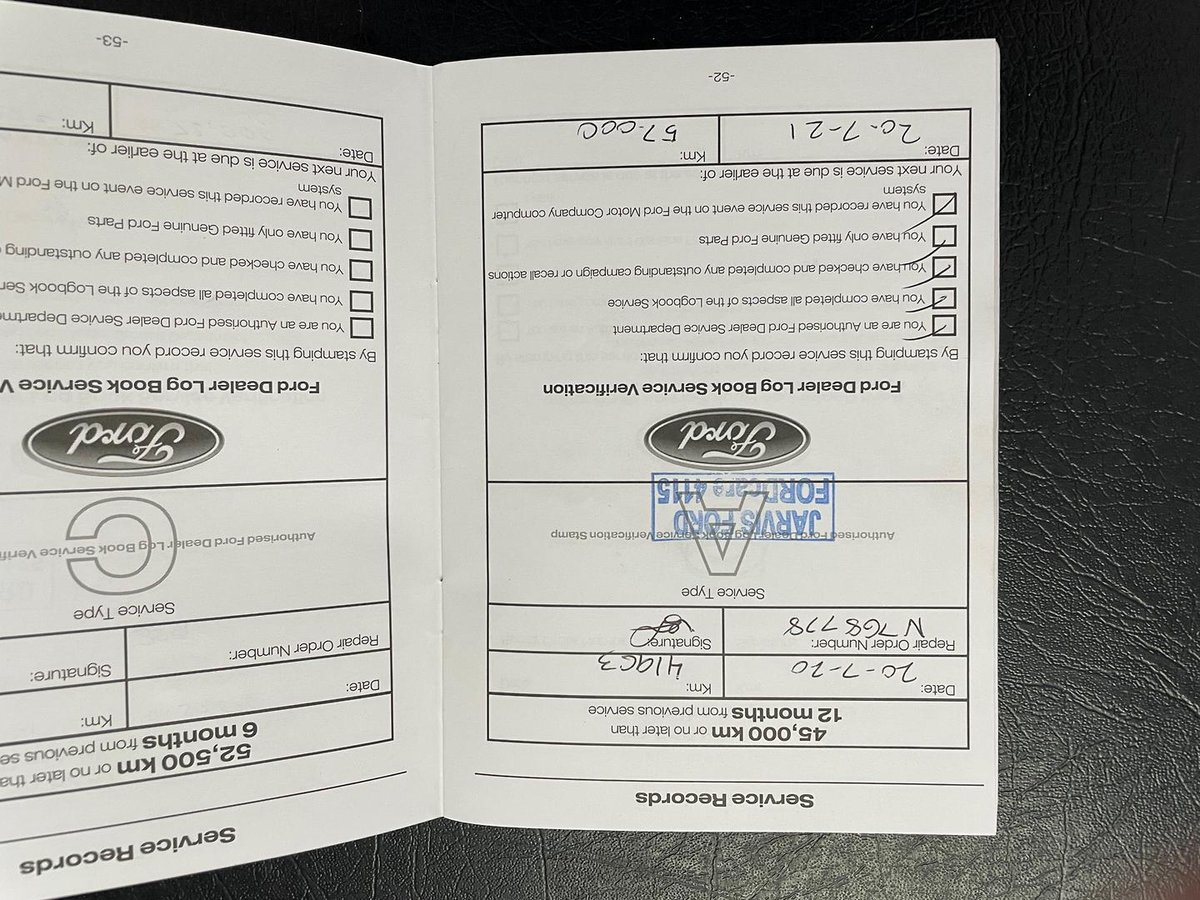 Service Records
45,000 km or no later than
12 months from previous service
Date: 20-7-20
Km: 41903
Repair Order Number: N768778
Signature:
Service Type
A
Authorised Ford Dealer Log Book Service Verification Stamp
JARVIS FORD
FORDcare 4115
Ford
Ford Dealer Log Book Service Verification
By stamping this service record you confirm that:
You are an Authorised Ford Dealer Service Department
You have completed all aspects of the Logbook Service
You have checked and completed any outstanding campaign or recall actions
You have only fitted Genuine Ford Parts
You have recorded this service event on the Ford Motor Company computer
system
Your next service is due at the earlier of:
Date: 20-7-21
Km: 57.000
-52-
Service Records
52,500 km or no later
6 months from previous
Date:
Km:
Repair Order Number:
Signature:
Service Type
C
Authorised Ford Dealer Log Book Service
Ford
Ford Dealer Log Book Service
By stamping this service record you confirm that:
You are an Authorised Ford Dealer Service
You have completed all aspects of the Logbook
You have checked and completed any outstanding
You have only fitted Genuine Ford Parts
You have recorded this service event on the Ford
system
Your next service is due at the earlier of:
Date:
Km:
-53-